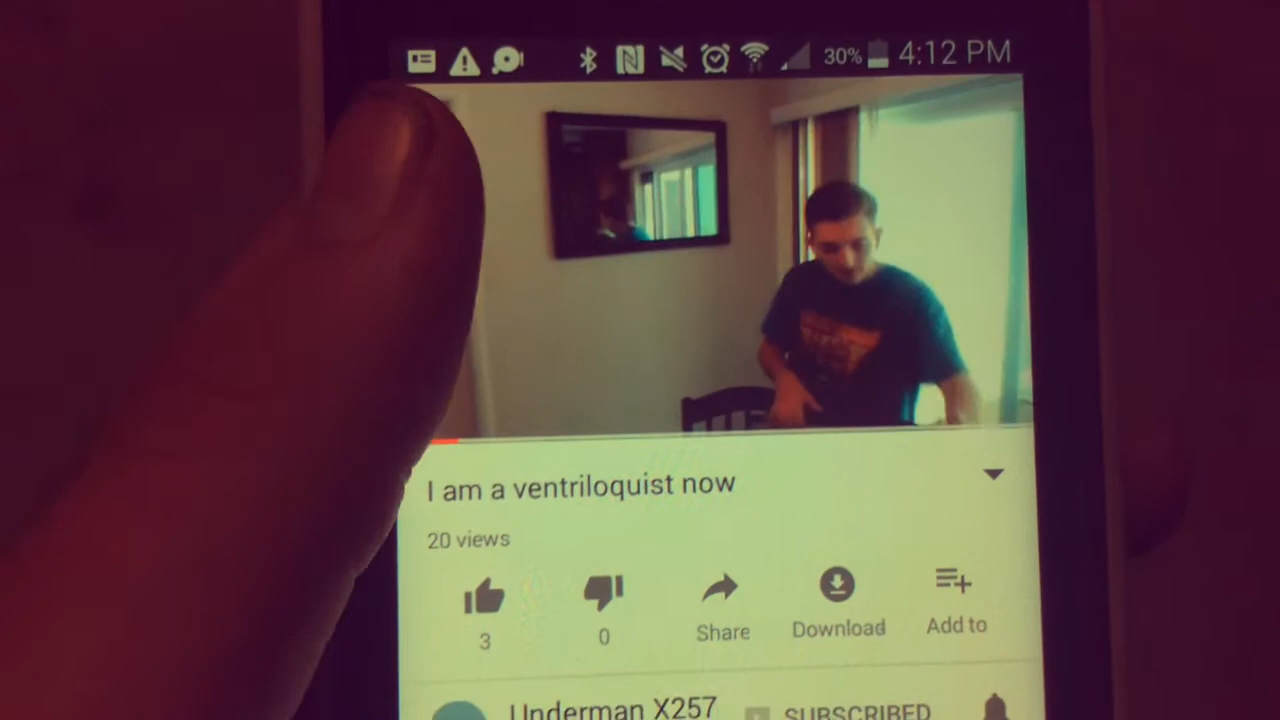 30% 4:12 PM
I am a ventriloquist now
20 views
3 0 Share Download Add to
Underman X257 SUBSCRIBED